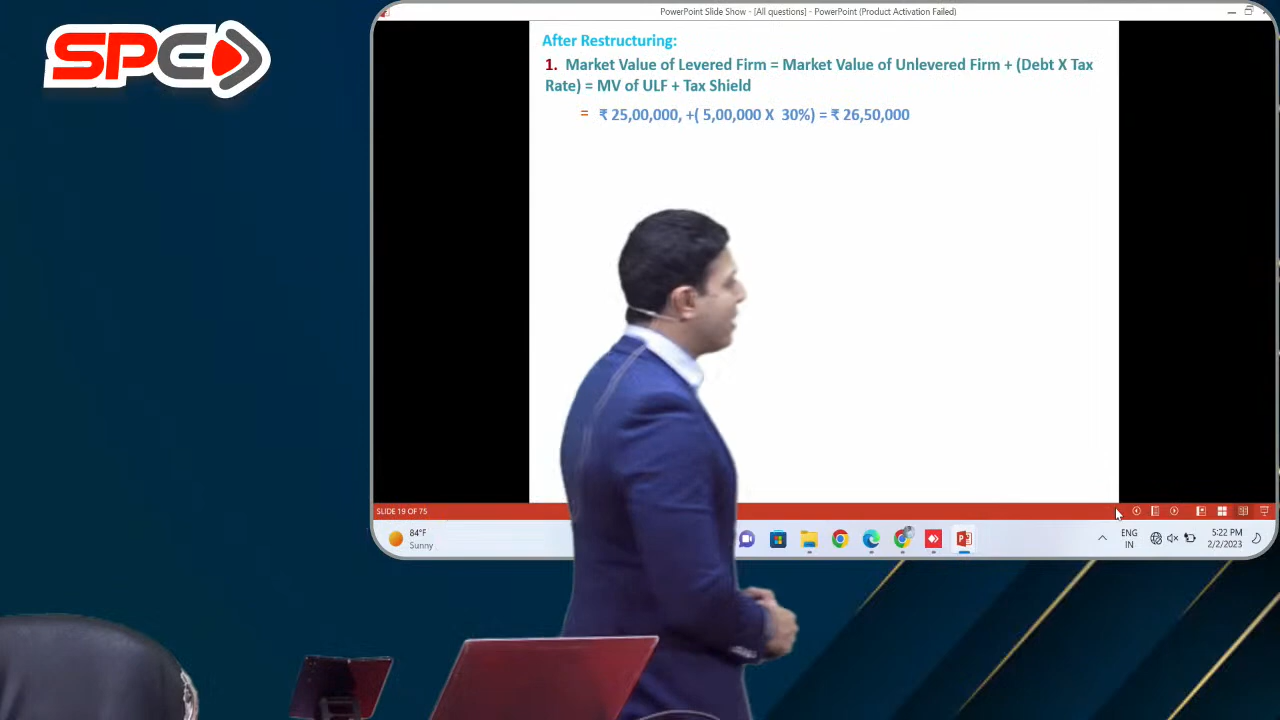 SPC
PowerPoint Slide Show - [All questions] - PowerPoint (Product Activation Failed)
After Restructuring:
1. Market Value of Levered Firm = Market Value of Unlevered Firm + (Debt X Tax
Rate) = MV of ULF + Tax Shield
= ₹ 25,00,000, +( 5,00,000 X 30%) = ₹ 26,50,000
SLIDE 19 OF 75
84°F
Sunny
ENG
IN
5:22 PM
2/2/2023